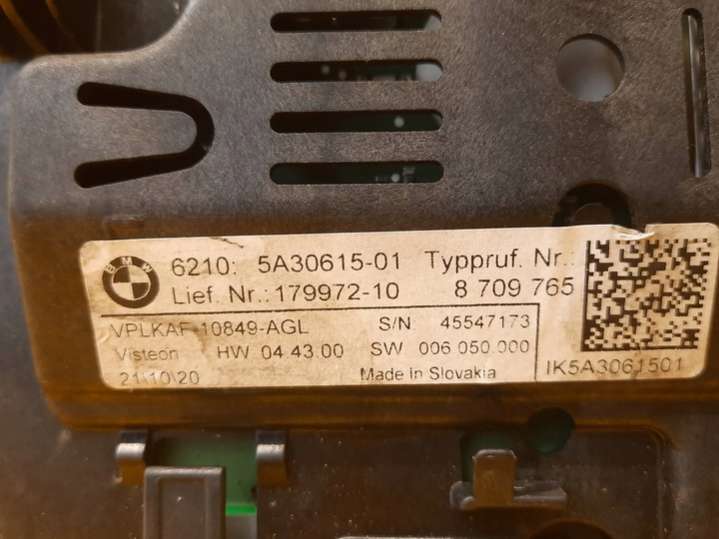 BMW
6210: 5A30615-01 Typpruf. Nr.:
Lief. Nr.:179972-10 8 709 765
VPLKAF-10849-AGL S/N 45547173
Visteon HW 04.43.00 SW 006.050.000
21\10\20 Made in Slovakia
IK5A3061501